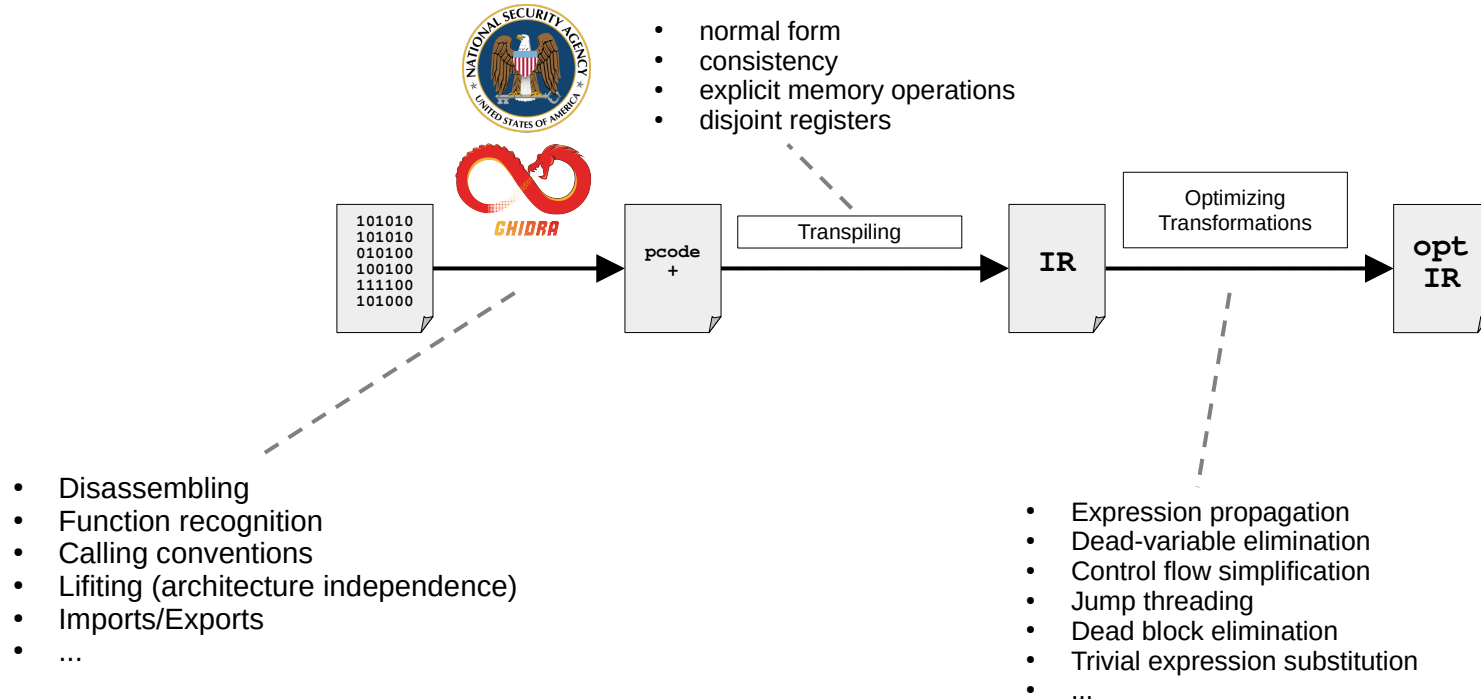 NATIONAL SECURITY AGENCY
UNITED STATES OF AMERICA
• normal form
• consistency
• explicit memory operations
• disjoint registers
GHIDRA
101010
101010
010100
100100
111100
101000
pcode
+
Transpiling
IR
Optimizing
Transformations
opt
IR
• Disassembling
• Function recognition
• Calling conventions
• Lifiting (architecture independence)
• Imports/Exports
• ...
• Expression propagation
• Dead-variable elimination
• Control flow simplification
• Jump threading
• Dead block elimination
• Trivial expression substitution
• ...